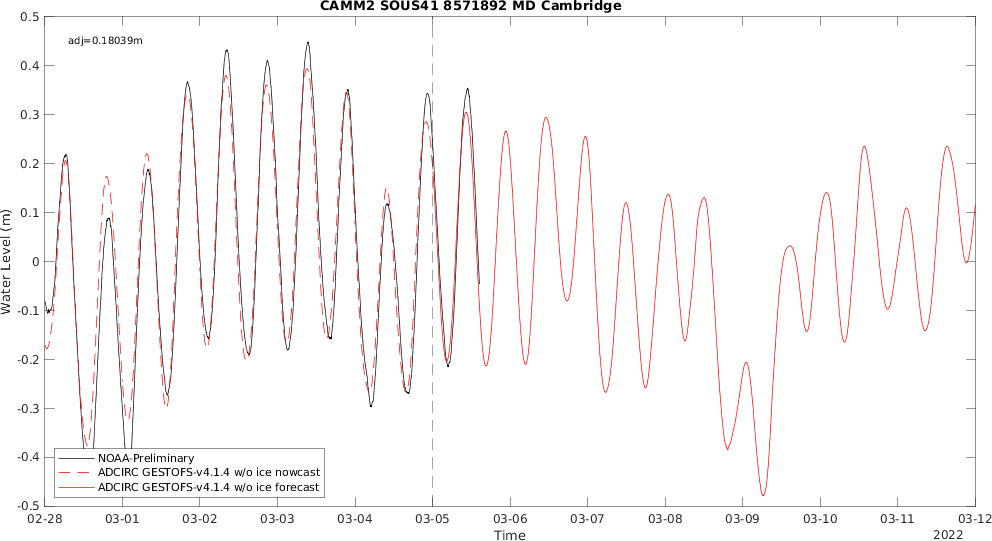 CAMM2 SOUS41 8571892 MD Cambridge
adj=0.18039m
0.5
0.4
0.3
0.2
0.1
0
-0.1
-0.2
-0.3
-0.4
-0.5
Water Level (m)
NOAA-Preliminary
ADCIRC GESTOFS-v4.1.4 w/o ice nowcast
ADCIRC GESTOFS-v4.1.4 w/o ice forecast
02-28 03-01 03-02 03-03 03-04 03-05 03-06 03-07 03-08 03-09 03-10 03-11 03-12
Time
2022